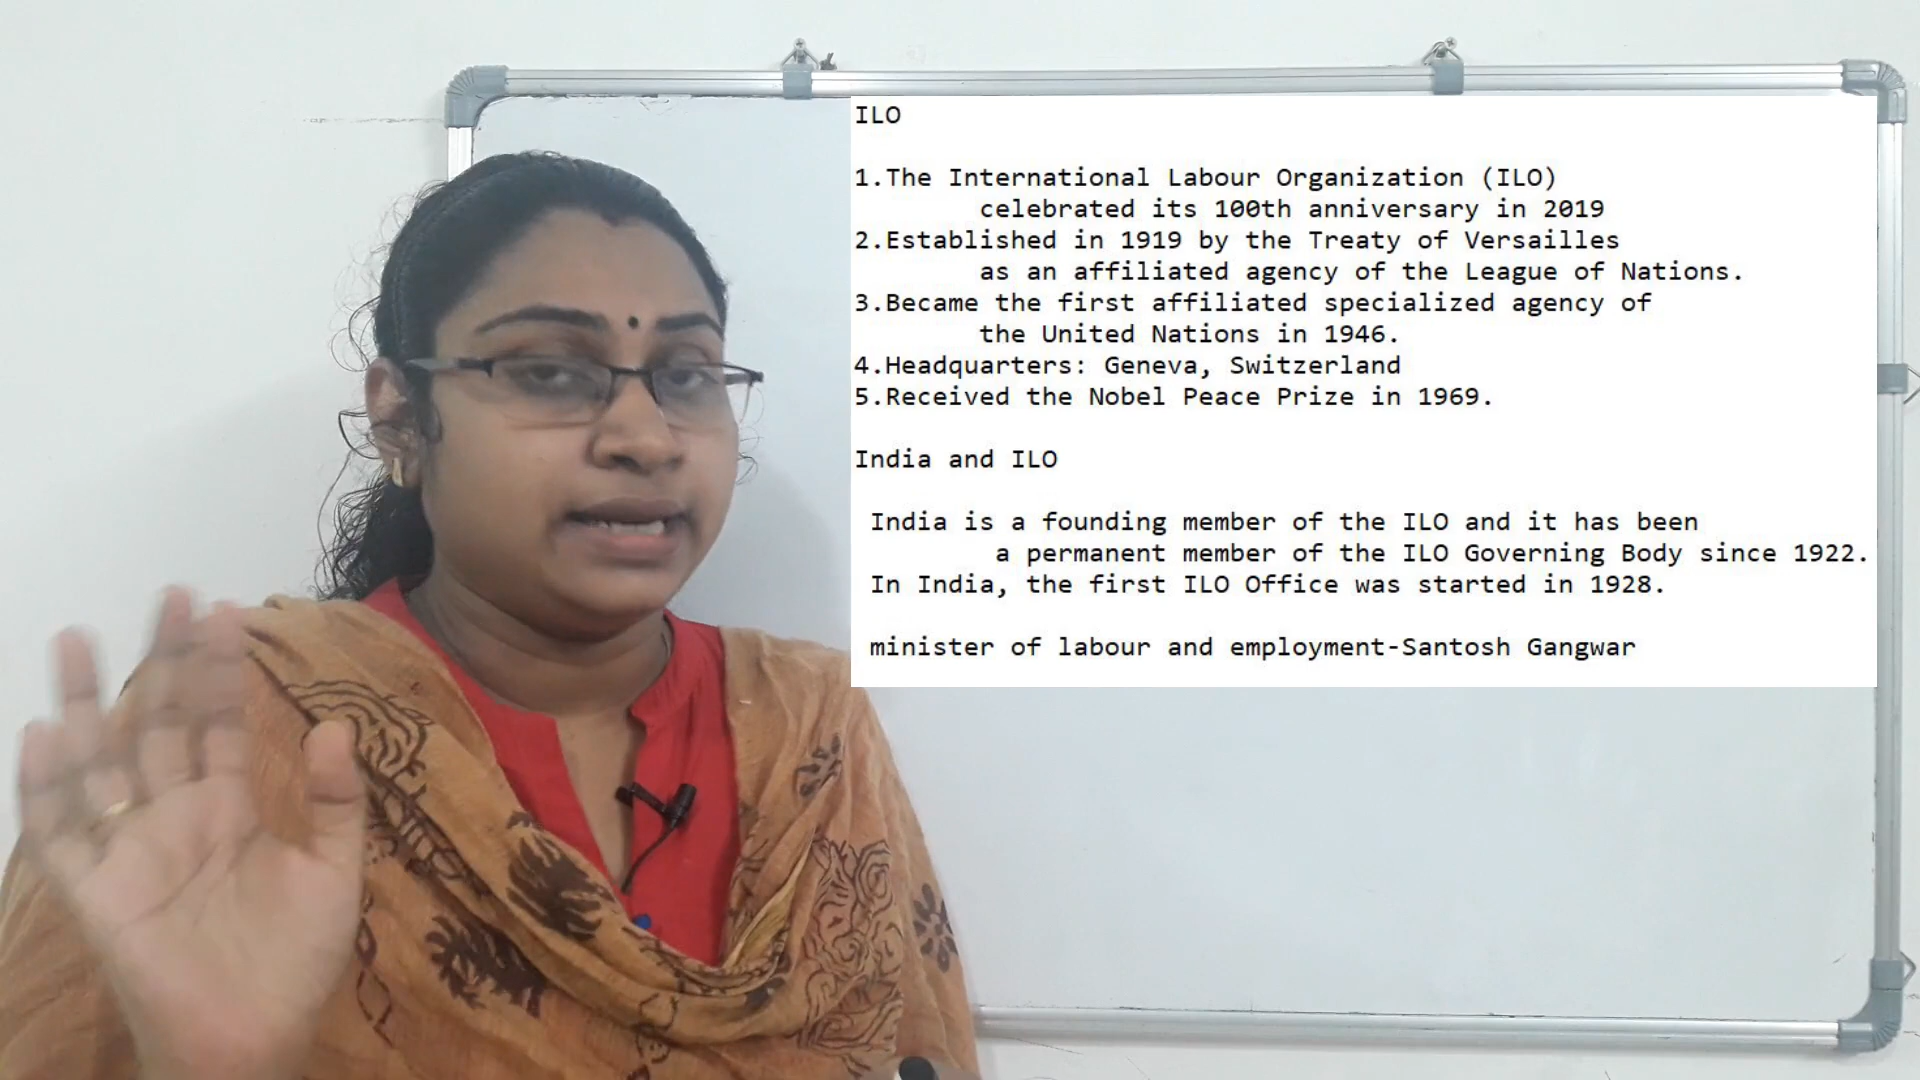 ILO
1.The International Labour Organization (ILO)
celebrated its 100th anniversary in 2019
2.Established in 1919 by the Treaty of Versailles
as an affiliated agency of the League of Nations.
3.Became the first affiliated specialized agency of
the United Nations in 1946.
4.Headquarters: Geneva, Switzerland
5.Received the Nobel Peace Prize in 1969.
India and ILO
India is a founding member of the ILO and it has been
a permanent member of the ILO Governing Body since 1922.
In India, the first ILO Office was started in 1928.
minister of labour and employment-Santosh Gangwar